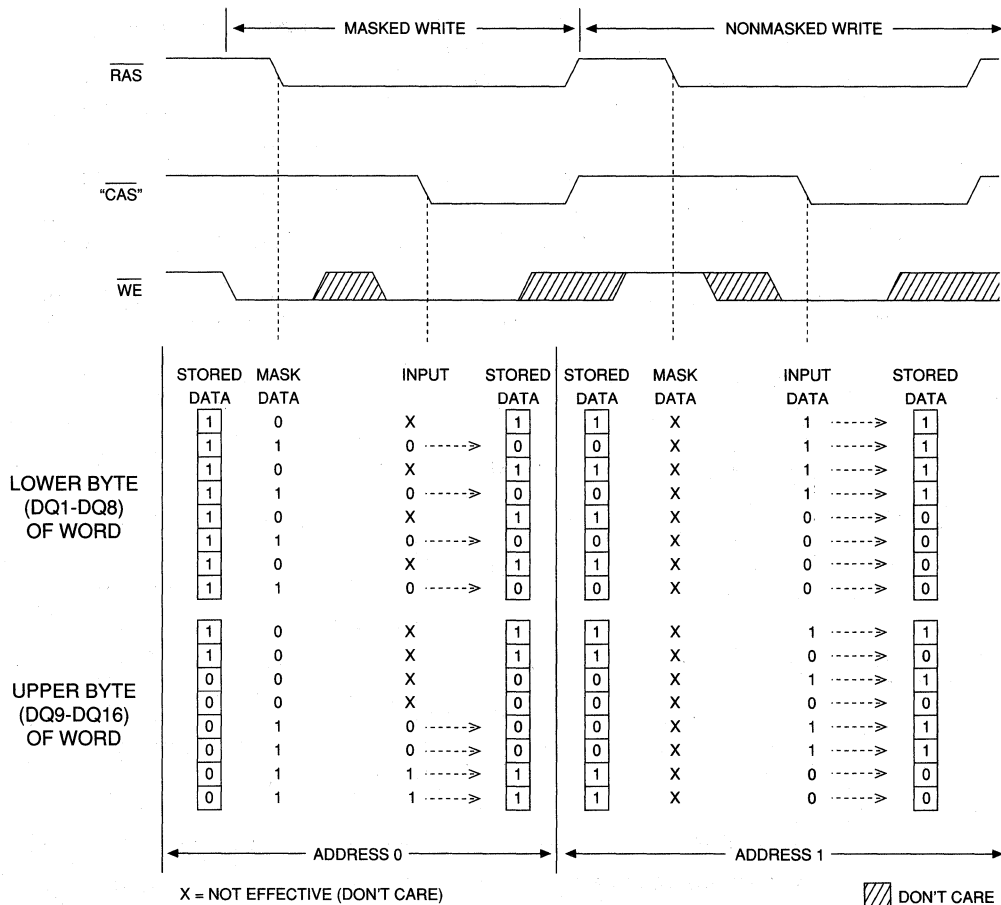 MASKED WRITE NONMASKED WRITE
RAS
"CAS"
WE
STORED MASK INPUT STORED STORED MASK INPUT STORED
DATA DATA DATA DATA DATA DATA DATA
1 0 X 1 1 X 1 1
1 1 0 0 0 X 1 1
1 0 X 1 1 X 1 1
1 1 0 0 0 X 1 1
1 0 X 1 1 X 0 0
1 1 0 0 0 X 0 0
1 0 X 1 1 X 0 0
1 1 0 0 0 X 0 0
LOWER BYTE
(DQ1-DQ8)
OF WORD
1 0 X 1 1 X 1 1
1 0 X 1 1 X 0 0
0 0 X 0 0 X 1 1
0 0 X 0 0 X 0 0
0 1 0 0 0 X 1 1
0 1 0 0 0 X 1 1
0 1 1 1 1 X 0 0
0 1 1 1 1 X 0 0
UPPER BYTE
(DQ9-DQ16)
OF WORD
ADDRESS 0 ADDRESS 1
X = NOT EFFECTIVE (DON'T CARE) DON'T CARE